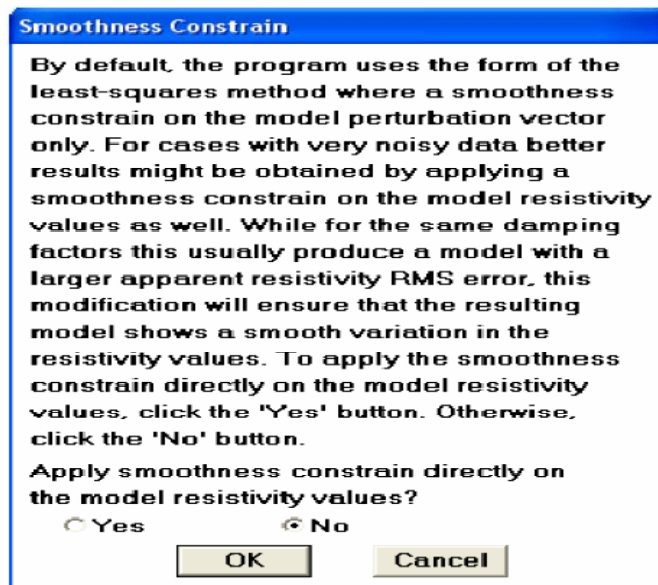 Smoothness Constrain
By default, the program uses the form of the
least-squares method where a smoothness
constrain on the model perturbation vector
only. For cases with very noisy data better
results might be obtained by applying a
smoothness constrain on the model resistivity
values as well. While for the same damping
factors this usually produce a model with a
larger apparent resistivity RMS error, this
modification will ensure that the resulting
model shows a smooth variation in the
resistivity values. To apply the smoothness
constrain directly on the model resistivity
values, click the 'Yes' button. Otherwise,
click the 'No' button.
Apply smoothness constrain directly on
the model resistivity values?
Yes No
OK Cancel